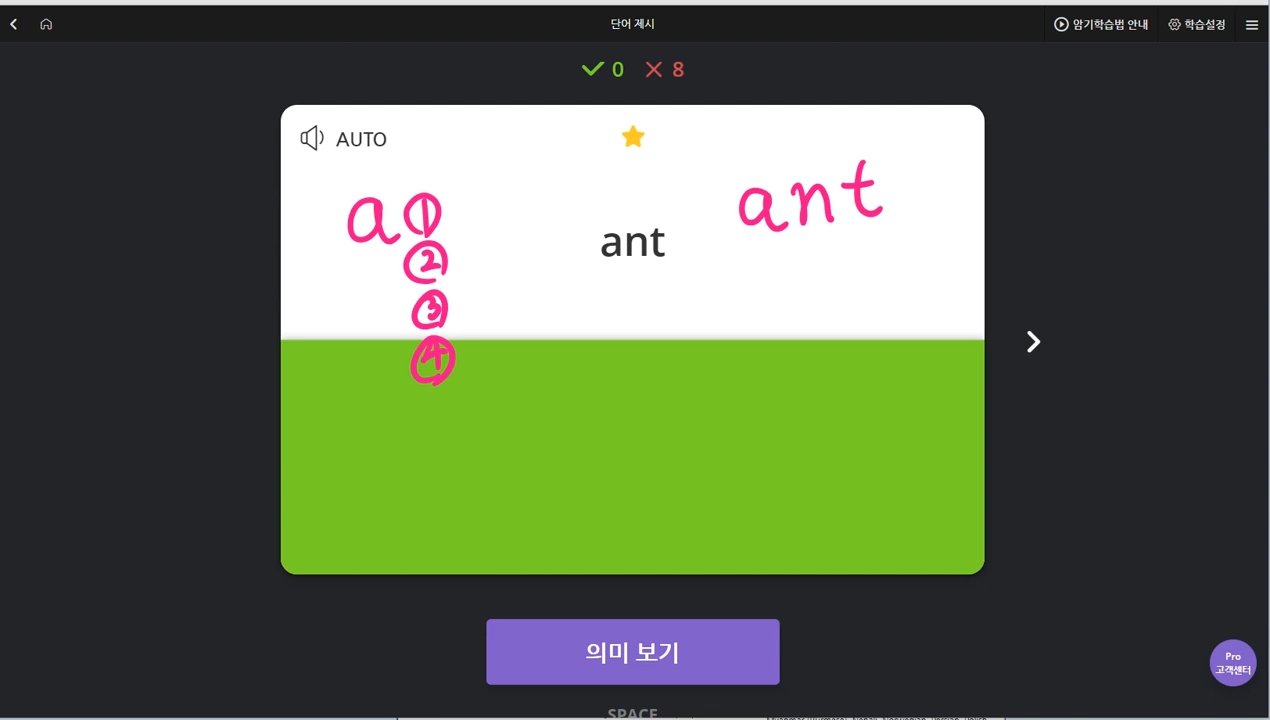 단어 제시
암기학습법 안내
학습설정
0
8
AUTO
a ①
②
③
④
ant
ant
의미 보기
Pro
고객센터
SPACE